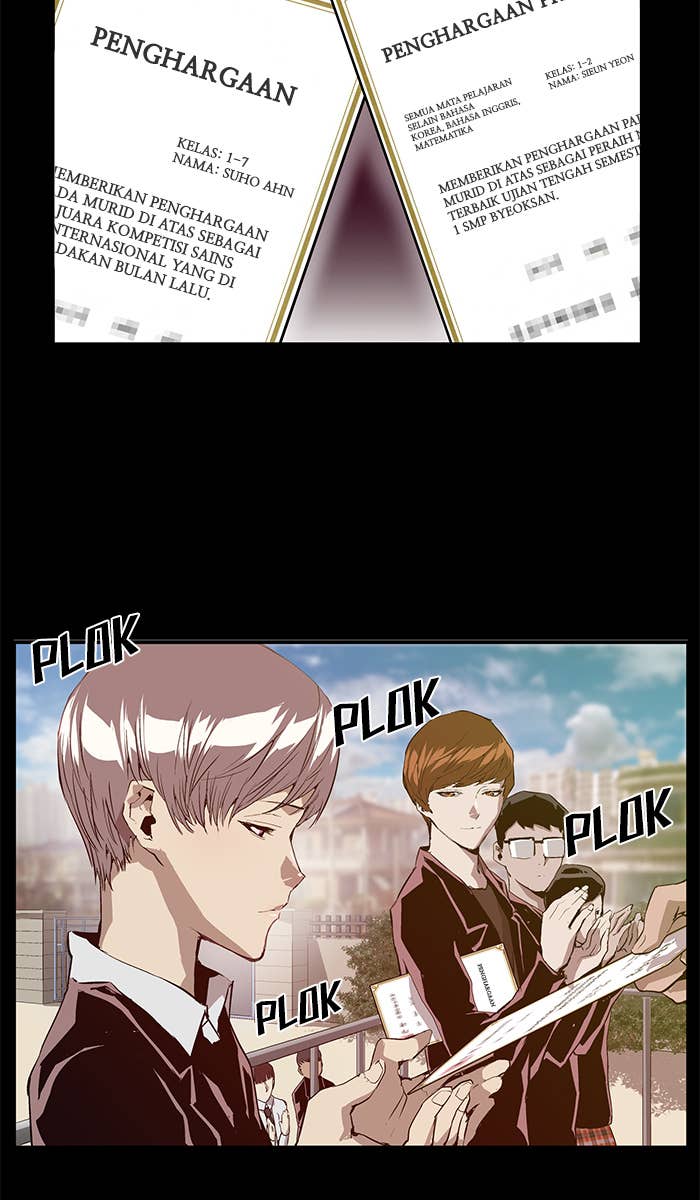 PENGHARGAAN
KELAS: 1-7
NAMA: SUHO AHN
MEMBERIKAN PENGHARGAAN
DA MURID DI ATAS SEBAGAI
JUARA KOMPETISI SAINS
NTERNASIONAL YANG DI
DAKAN BULAN LALU.
PENGHARGAAN
SEMUA MATA PELAJARAN
SELAIN BAHASA
KOREA, BAHASA INGGRIS,
MATEMATIKA
KELAS: 1-2
NAMA: SIEUN YEON
MEMBERIKAN PENGHARGAAN PA
MURID DI ATAS SEBAGAI PERAIH
TERBAIK UJIAN TENGAH SEMEST
1 SMP BYEOKSAN.
PLOK
PLOK
PLOK
PENGHARGAAN
PLOK